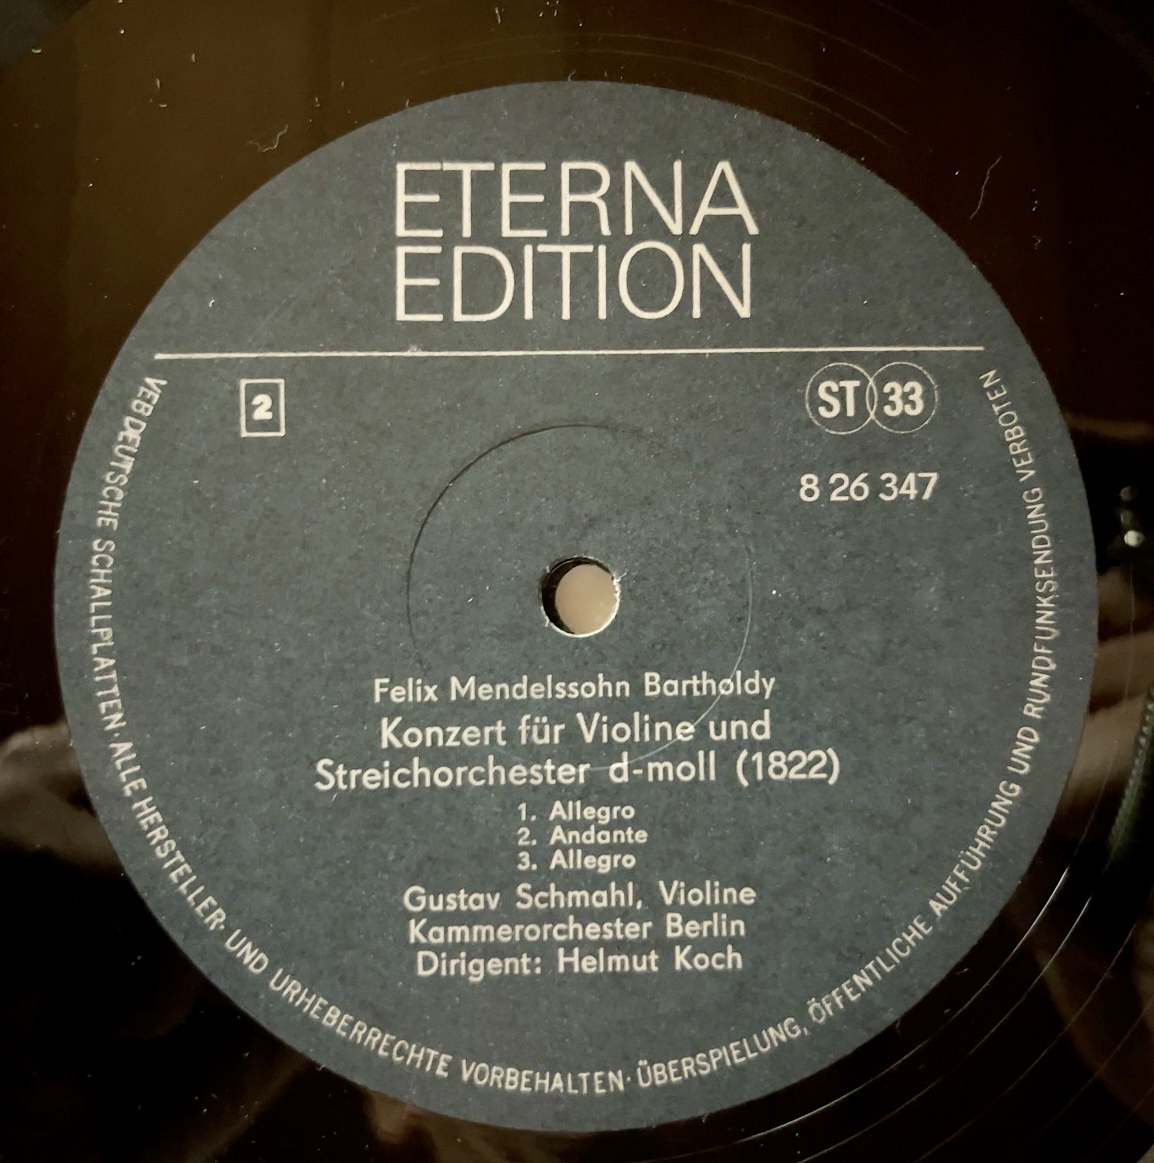 ETERNA
EDITION
2
ST 33
8 26 347
Felix Mendelssohn Bartholdy
Konzert für Violine und
Streichorchester d-moll (1822)
1. Allegro
2. Andante
3. Allegro
Gustav Schmahl, Violine
Kammerorchester Berlin
Dirigent: Helmut Koch
VEB DEUTSCHE SCHALLPLATTEN · ALLE HERSTELLER- UND URHEBERRECHTE VORBEHALTEN · ÜBERSPIELUNG, ÖFFENTLICHE AUFFÜHRUNG UND RUNDFUNKSENDUNG VERBOTEN